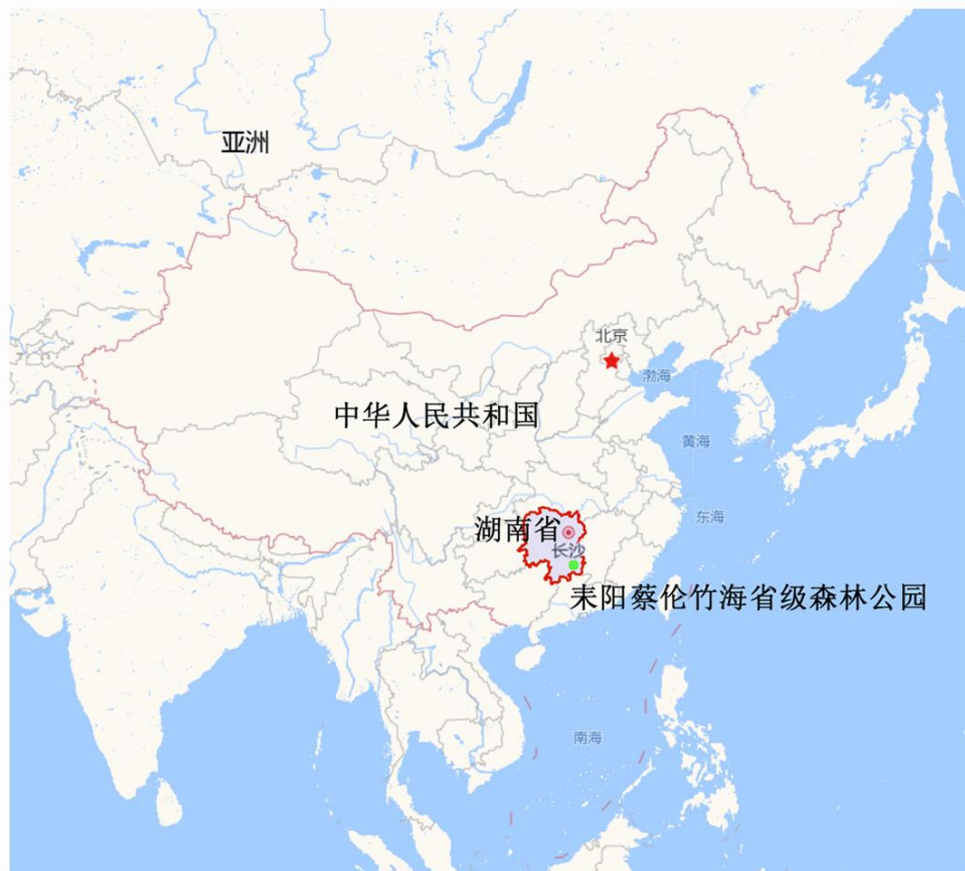 亚洲
北京
渤海
中华人民共和国
黄海
东海
湖南省
长沙
耒阳蔡伦竹海省级森林公园
南海